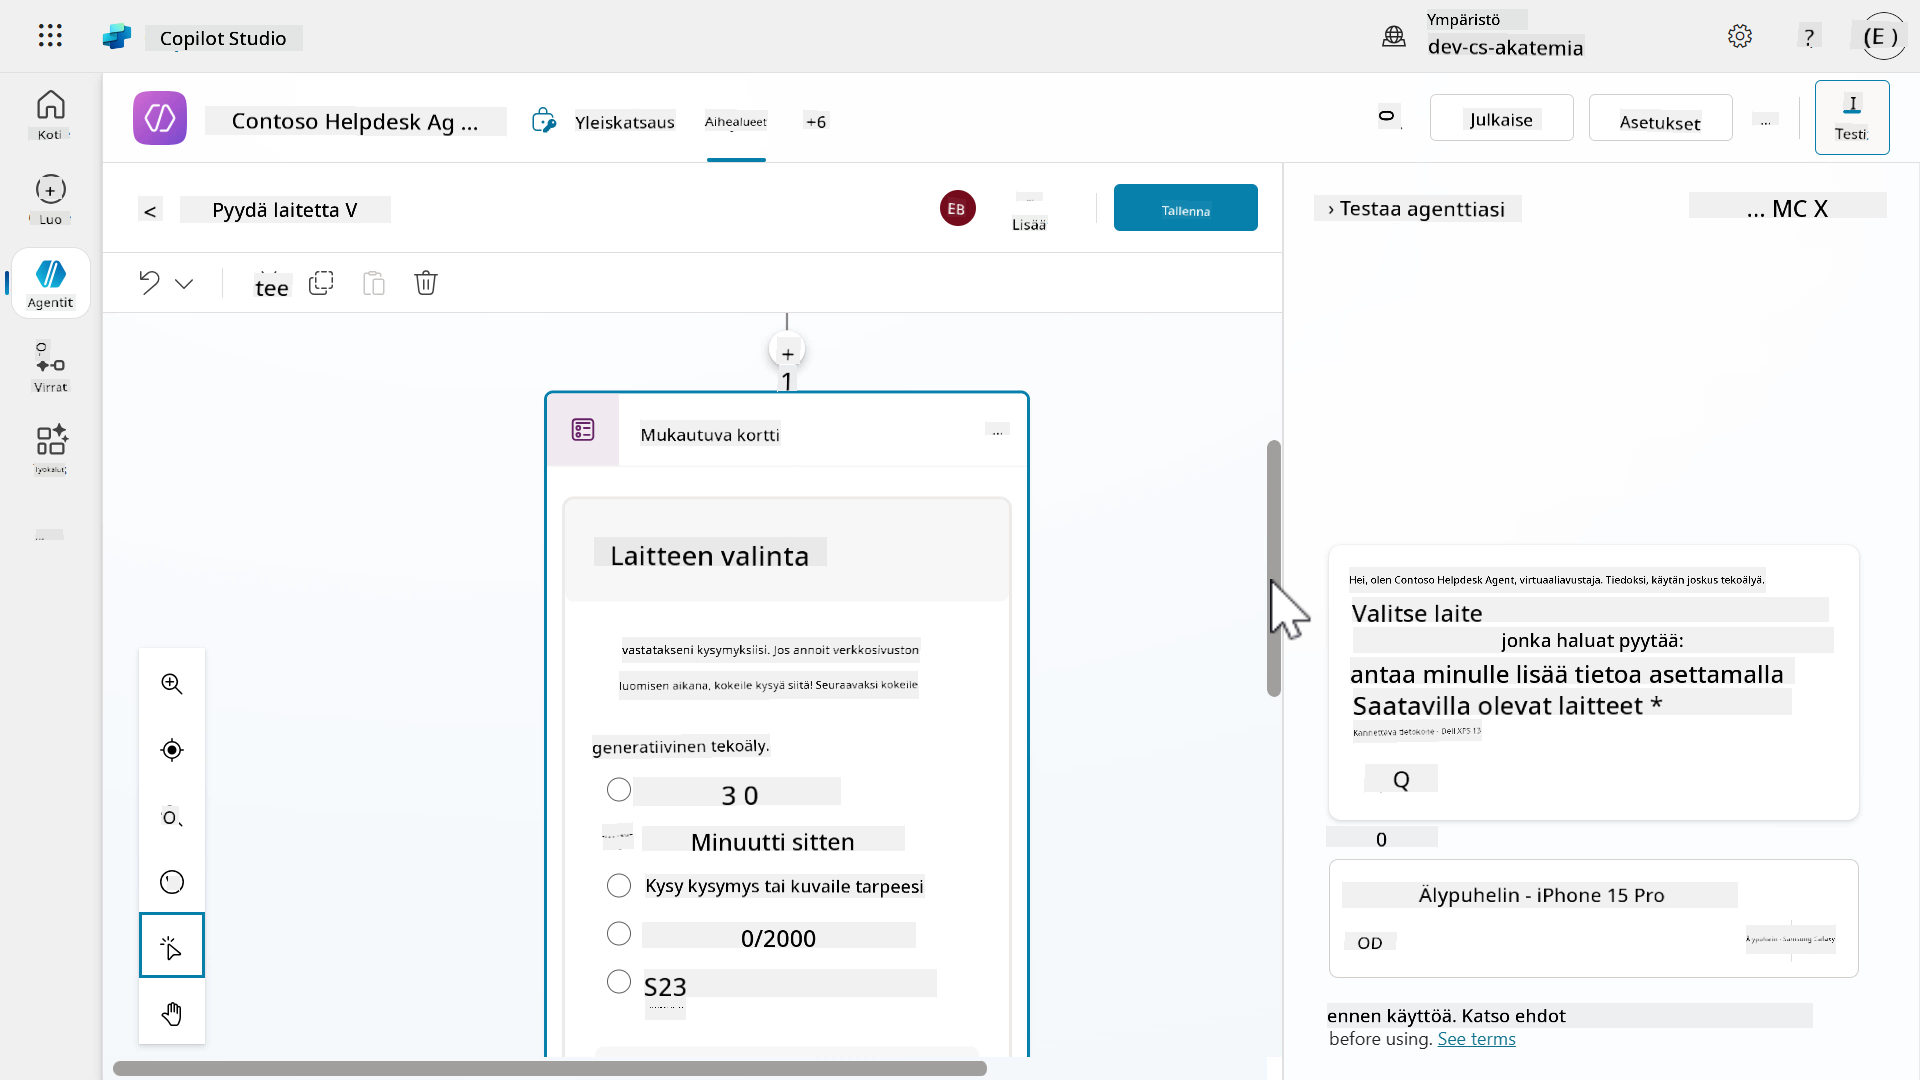 Copilot Studio
Ympäristö
dev-cs-akatemia
?
(E )
Koti
Luo
Agentit
Virrat
Työkalut
Contoso Helpdesk Ag ...
Yleiskatsaus
Aihealueet
+6
Julkaise
Asetukset
...
Testi
< Pyydä laitetta V
EB
Lisää
Tallenna
tee
+
1
Mukautuva kortti
...
Laitteen valinta
vastatakseni kysymyksiisi. Jos annoit verkkosivuston
luomisen aikana, kokeile kysyä siitä! Seuraavaksi kokeile
generatiivinen tekoäly.
3 0
Minuutti sitten
Kysy kysymys tai kuvaile tarpeesi
0/2000
S23
› Testaa agenttiasi
... MC X
Hei, olen Contoso Helpdesk Agent, virtuaaliavustaja. Tiedoksi, käytän joskus tekoälyä.
Valitse laite
jonka haluat pyytää:
antaa minulle lisää tietoa asettamalla
Saatavilla olevat laitteet *
Kannettava tietokone - Dell XPS 13
Q
0
Älypuhelin - iPhone 15 Pro
OD
Älypuhelin - Samsung Galaxy
ennen käyttöä. Katso ehdot
before using. See terms